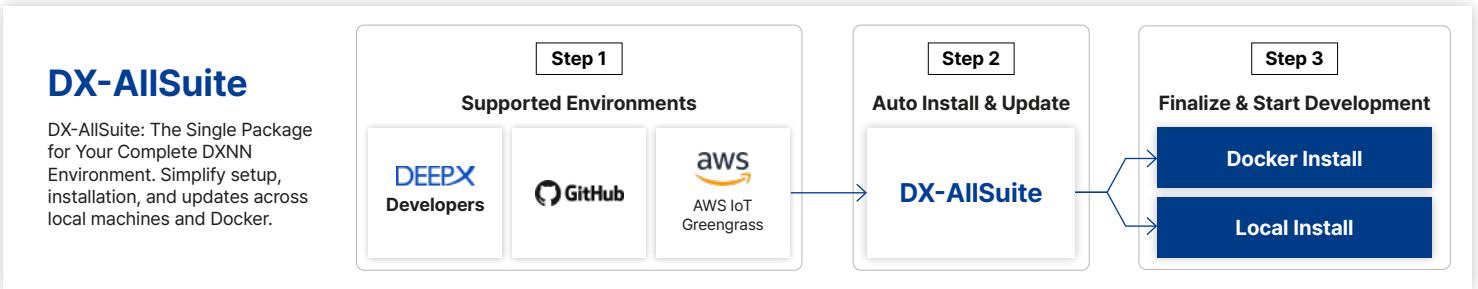 DX-AllSuite
DX-AllSuite: The Single Package
for Your Complete DXNN
Environment. Simplify setup,
installation, and updates across
local machines and Docker.
Step 1
Supported Environments
DEEPX
Developers
GitHub
aws
AWS IoT
Greengrass
Step 2
Auto Install & Update
DX-AllSuite
Step 3
Finalize & Start Development
Docker Install
Local Install